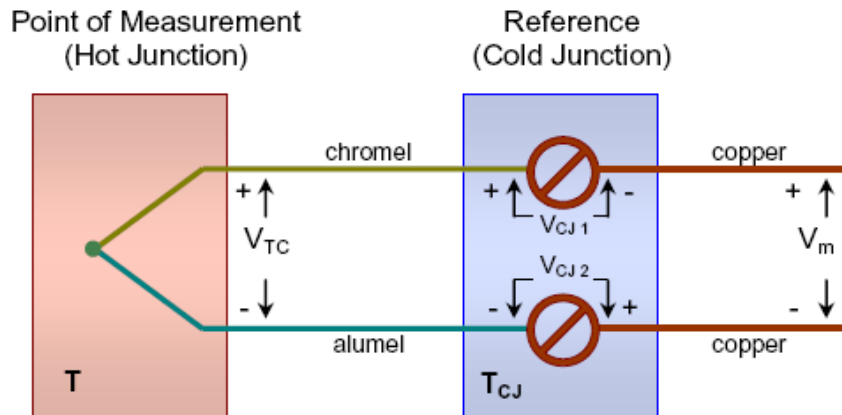 Point of Measurement
(Hot Junction)
Reference
(Cold Junction)
chromel
copper
+
+
-
+
V_TC
V_CJ 1
V_m
V_CJ 2
-
-
+
-
alumel
copper
T
T_CJ